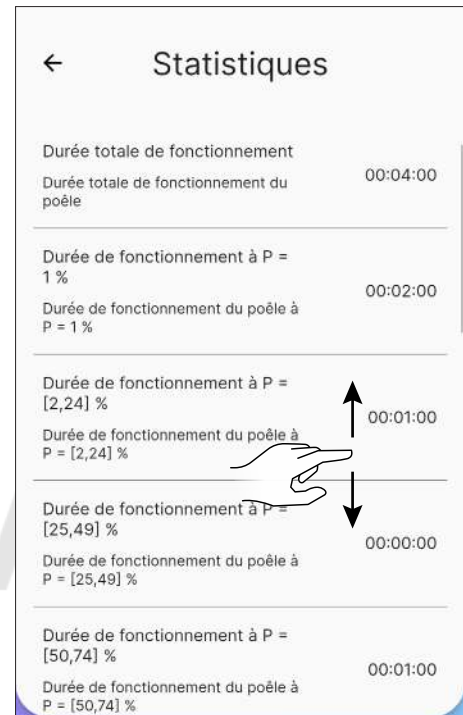 Statistiques
Durée totale de fonctionnement
Durée totale de fonctionnement du
poêle
00:04:00
Durée de fonctionnement à P =
1 %
Durée de fonctionnement du poêle à
P = 1 %
00:02:00
Durée de fonctionnement à P =
[2,24] %
Durée de fonctionnement du poêle à
P = [2,24] %
00:01:00
Durée de fonctionnement à P =
[25,49] %
Durée de fonctionnement du poêle à
P = [25,49] %
00:00:00
Durée de fonctionnement à P =
[50,74] %
Durée de fonctionnement du poêle à
P = [50,74] %
00:01:00